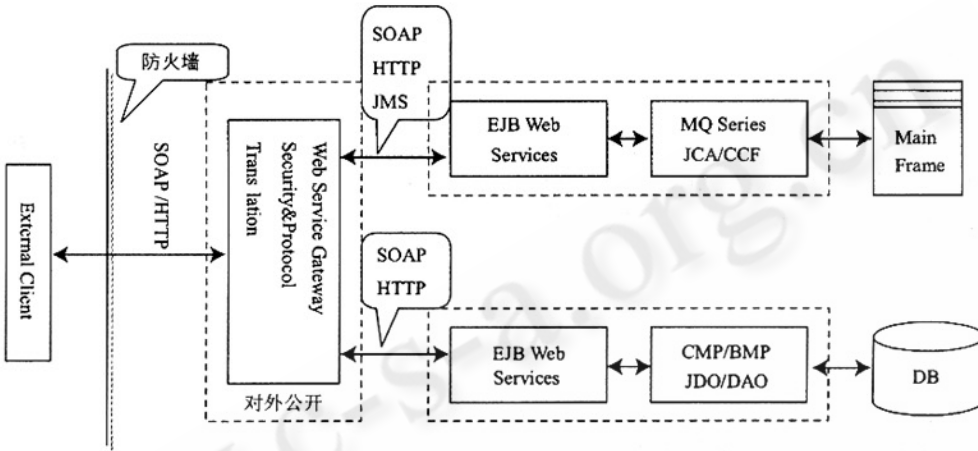 防火墙
SOAP
HTTP
JMS
EJB Web
Services
MQ Series
JCA/CCF
Main
Frame
External Client
SOAP /HTTP
Web Service Gateway
Security&Protocol
Trans lation
对外公开
SOAP
HTTP
EJB Web
Services
CMP/BMP
JDO/DAO
DB
c-s-a.org.cn